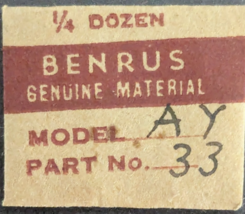 ¼ DOZEN
BENRUS
GENUINE MATERIAL
MODEL AY
PART No. 33